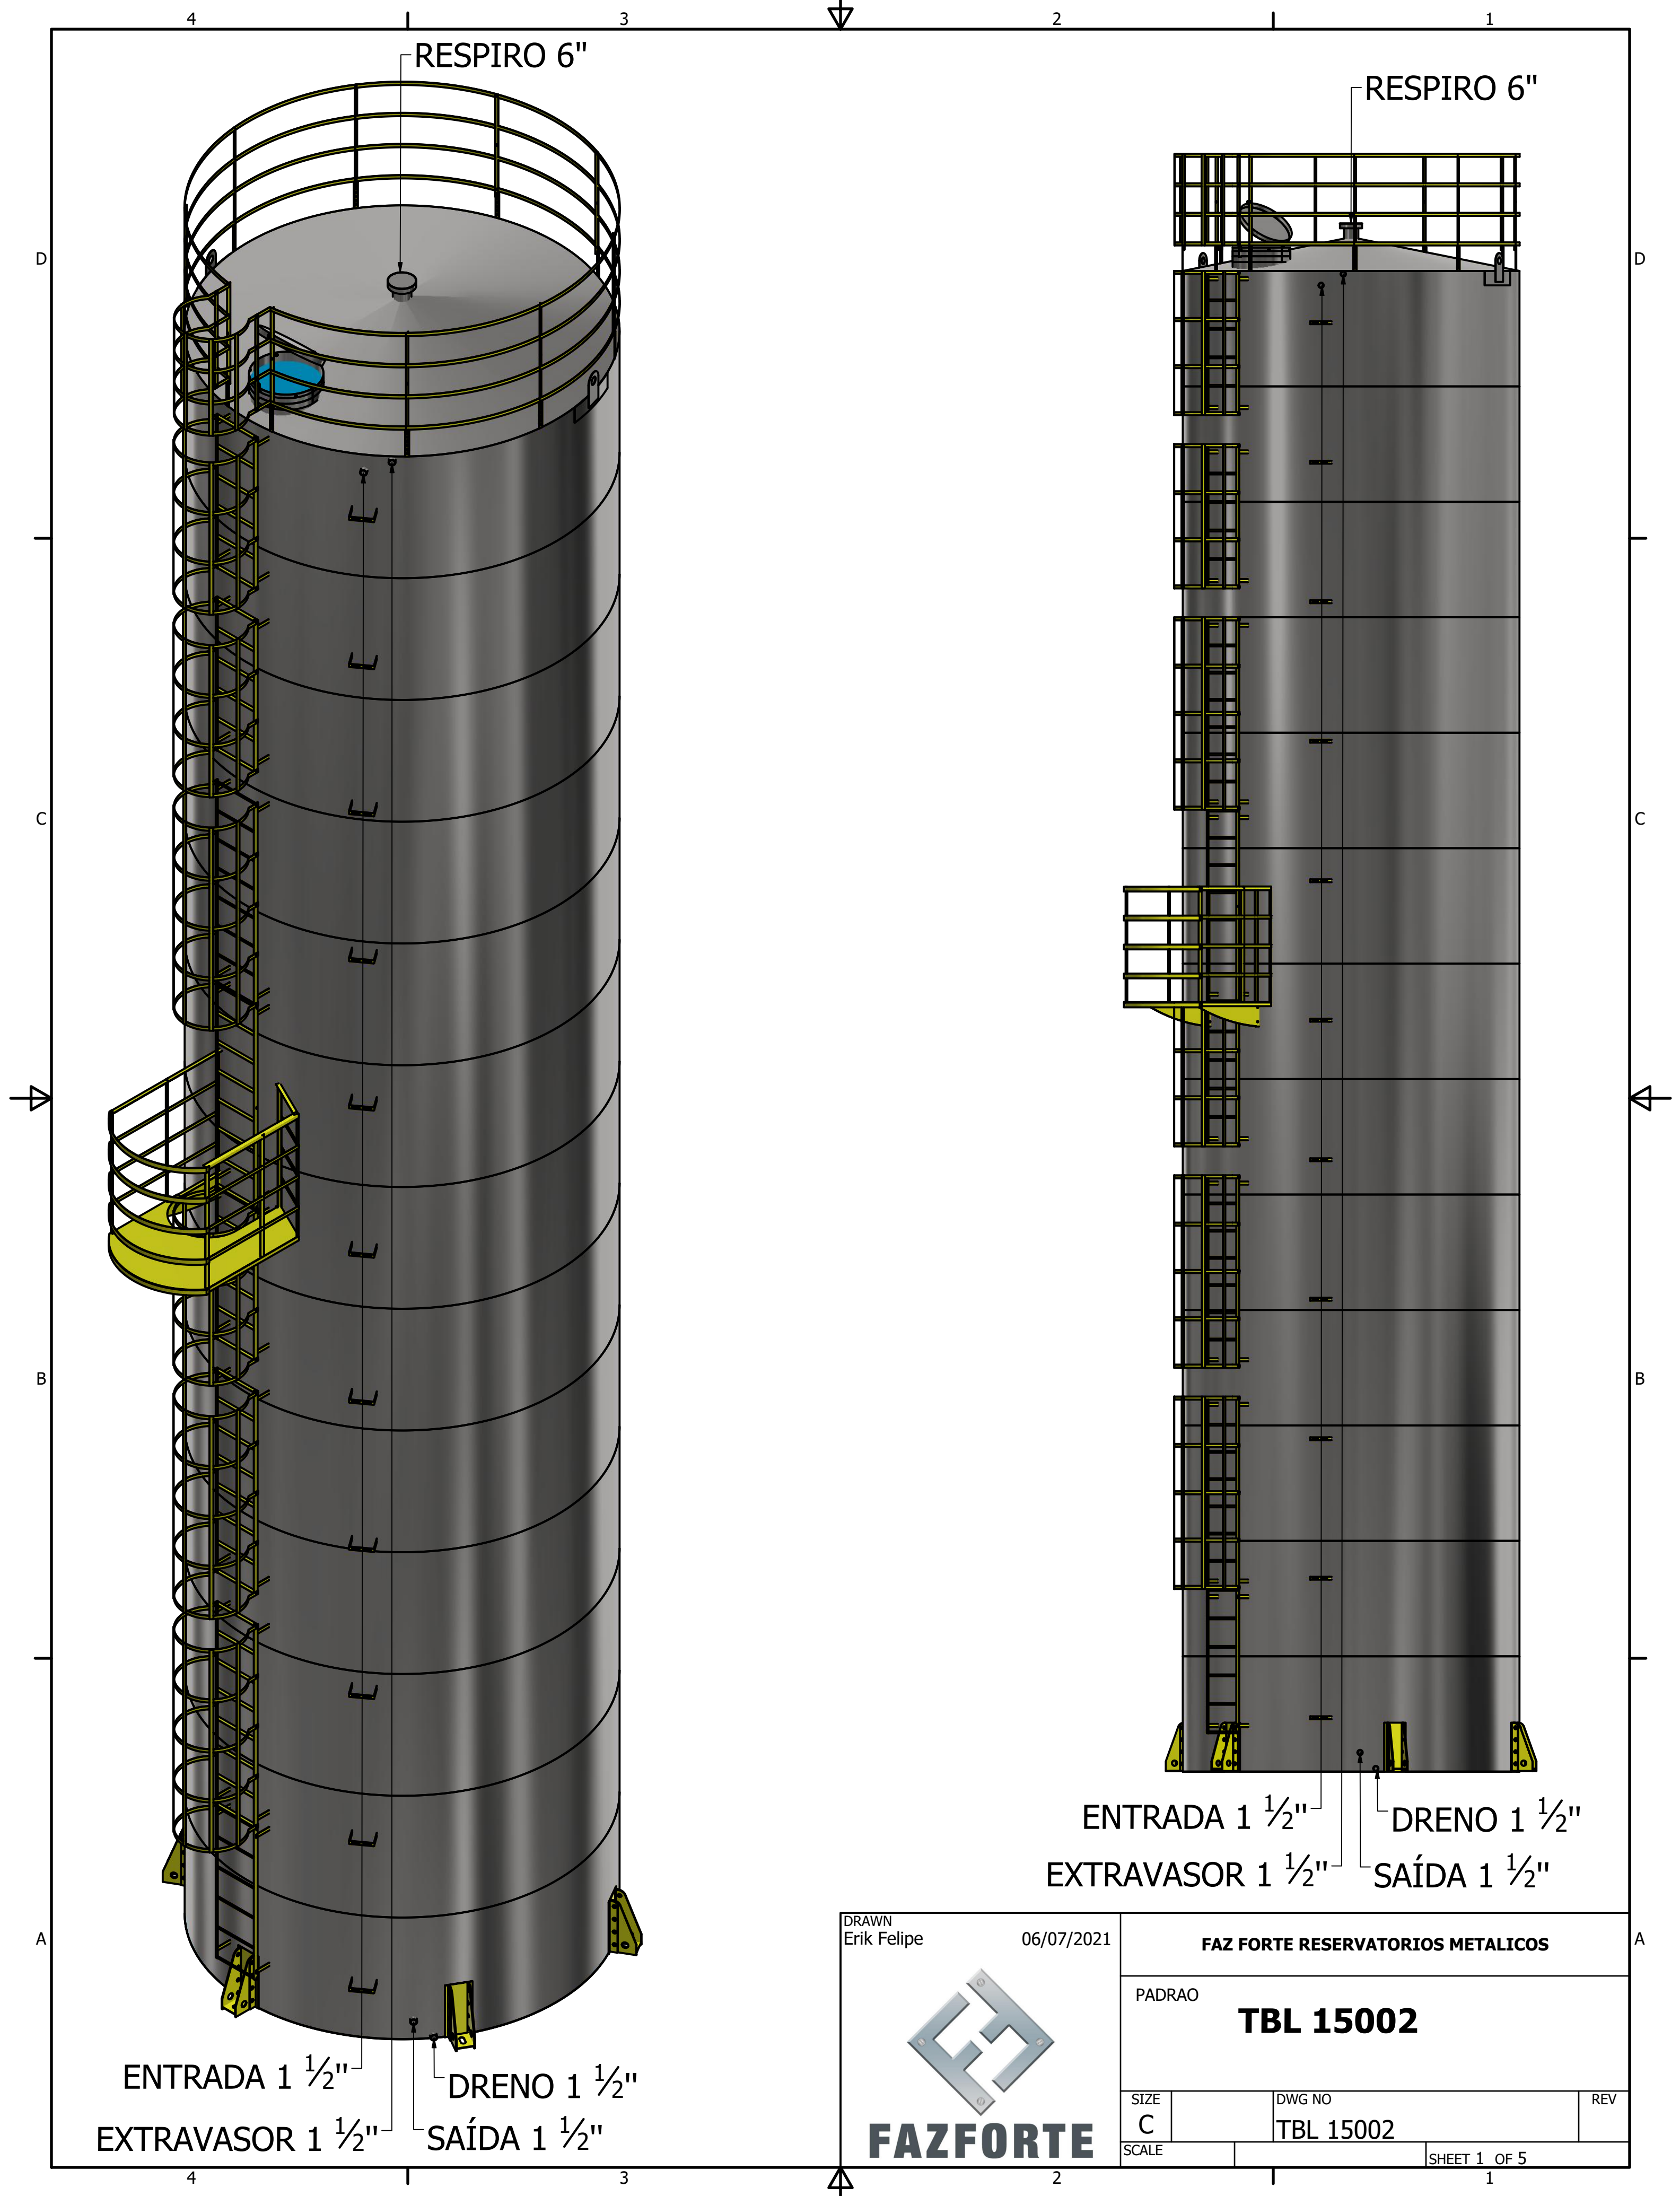 4 3 2 1
RESPIRO 6"
RESPIRO 6"
D D
C C
B B
A A
ENTRADA 1 ½"
DRENO 1 ½"
EXTRAVASOR 1 ½"
SAÍDA 1 ½"
ENTRADA 1 ½"
DRENO 1 ½"
EXTRAVASOR 1 ½"
SAÍDA 1 ½"
DRAWN
Erik Felipe 06/07/2021
FAZFORTE
FAZ FORTE RESERVATORIOS METALICOS
PADRAO
TBL 15002
SIZE
C
DWG NO
TBL 15002
REV
SCALE
SHEET 1 OF 5
4 3 2 1